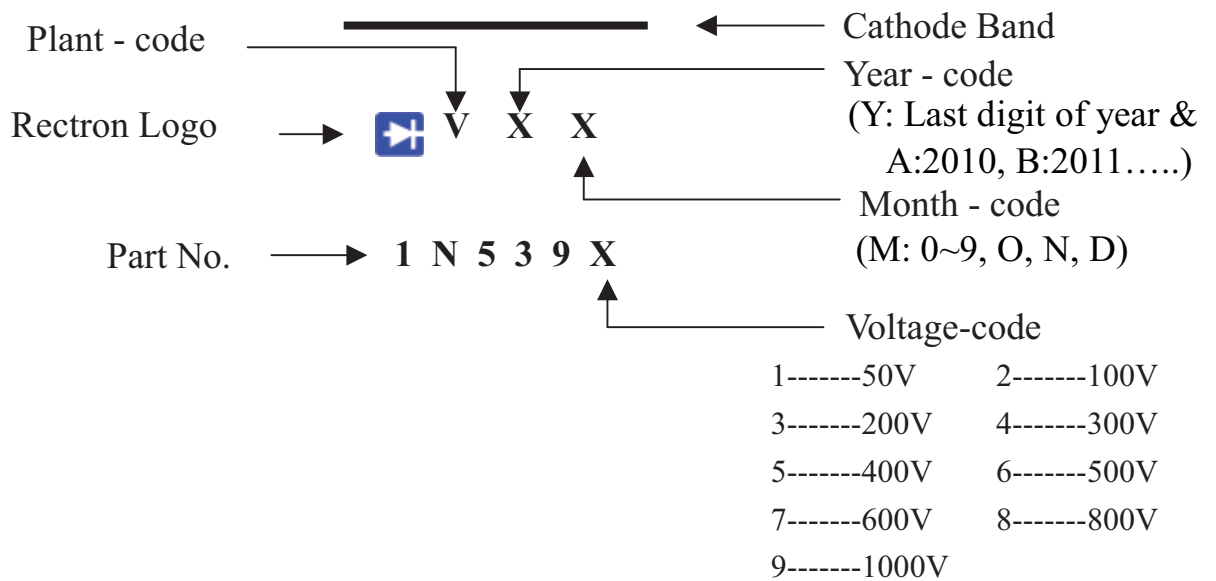 Plant - code
Cathode Band
Year - code
(Y: Last digit of year &
A:2010, B:2011…..)
Rectron Logo
V X X
Month - code
(M: 0~9, O, N, D)
Part No.
1 N 5 3 9 X
Voltage-code
1-------50V 2-------100V
3-------200V 4-------300V
5-------400V 6-------500V
7-------600V 8-------800V
9-------1000V